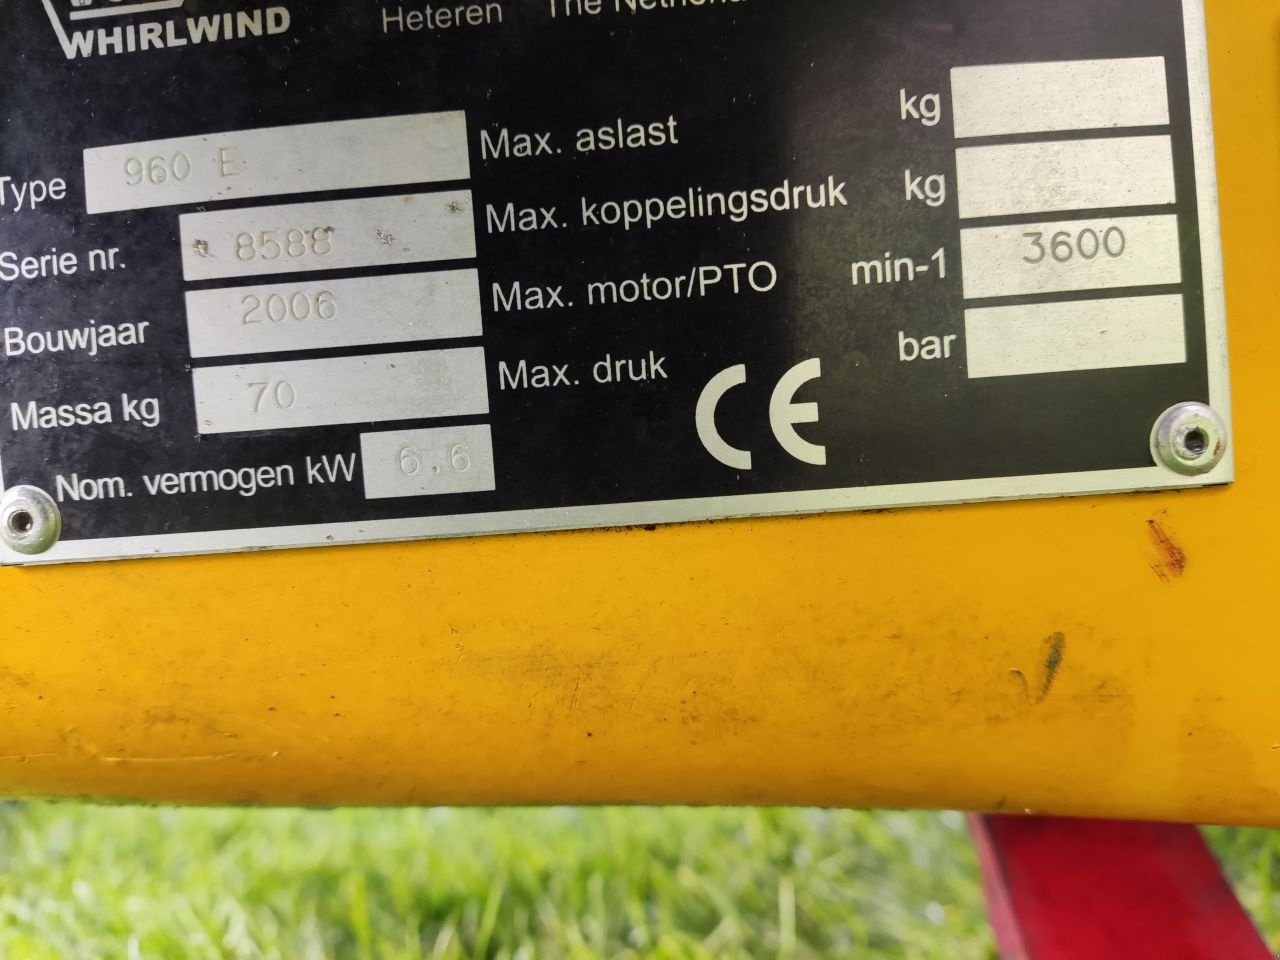 WHIRLWIND
Heteren The
Type 960 E
Serie nr. 8588
Bouwjaar 2006
Massa kg 70
Nom. vermogen kW 6.6
Max. aslast kg
Max. koppelingsdruk kg
Max. motor/PTO min-1 3600
Max. druk bar
CE